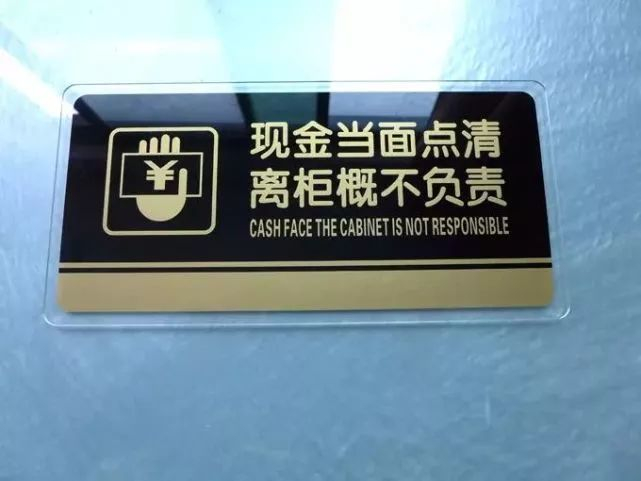 ¥
现金当面点清
离柜概不负责
CASH FACE THE CABINET IS NOT RESPONSIBLE